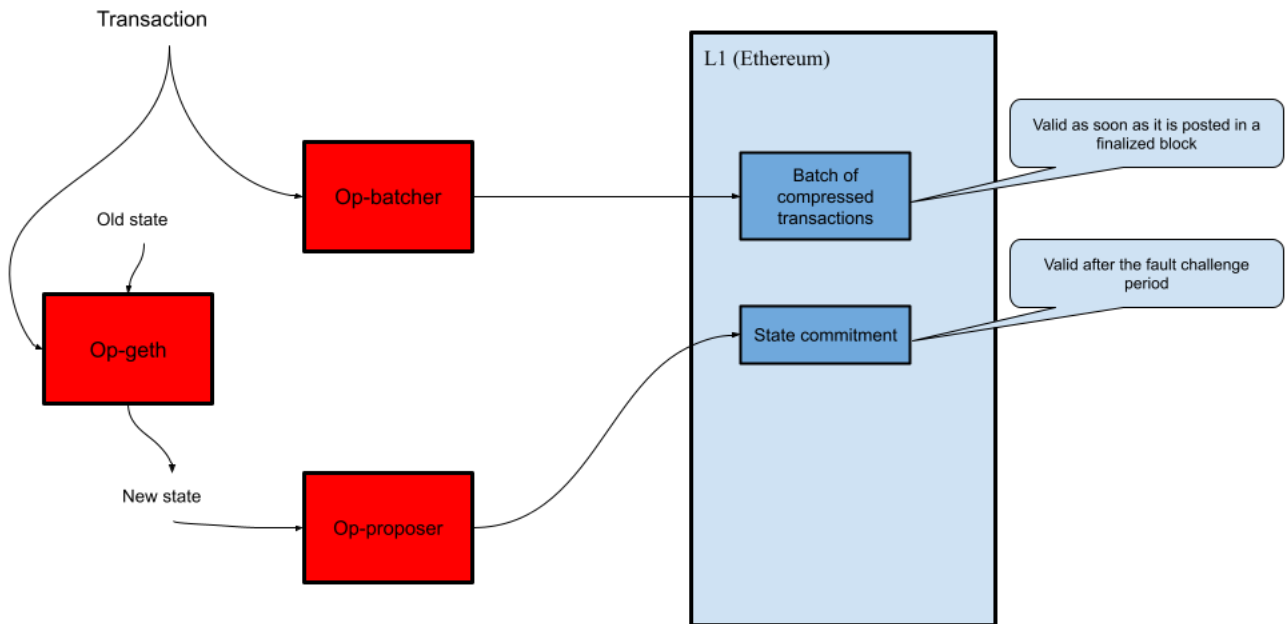 Transaction
L1 (Ethereum)
Valid as soon as it is posted in a
finalized block
Op-batcher
Batch of
compressed
transactions
Old state
Valid after the fault challenge
period
Op-geth
State commitment
New state
Op-proposer